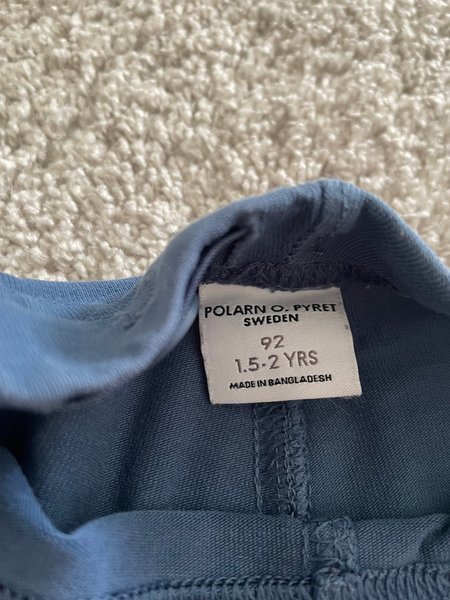 POLARN O. PYRET
SWEDEN
92
1.5-2 YRS
MADE IN BANGLADESH